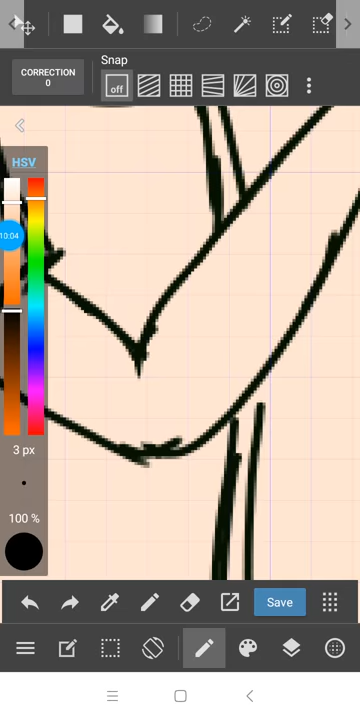 CORRECTION
0
Snap
off
HSV
10:04
3 px
100 %
Save